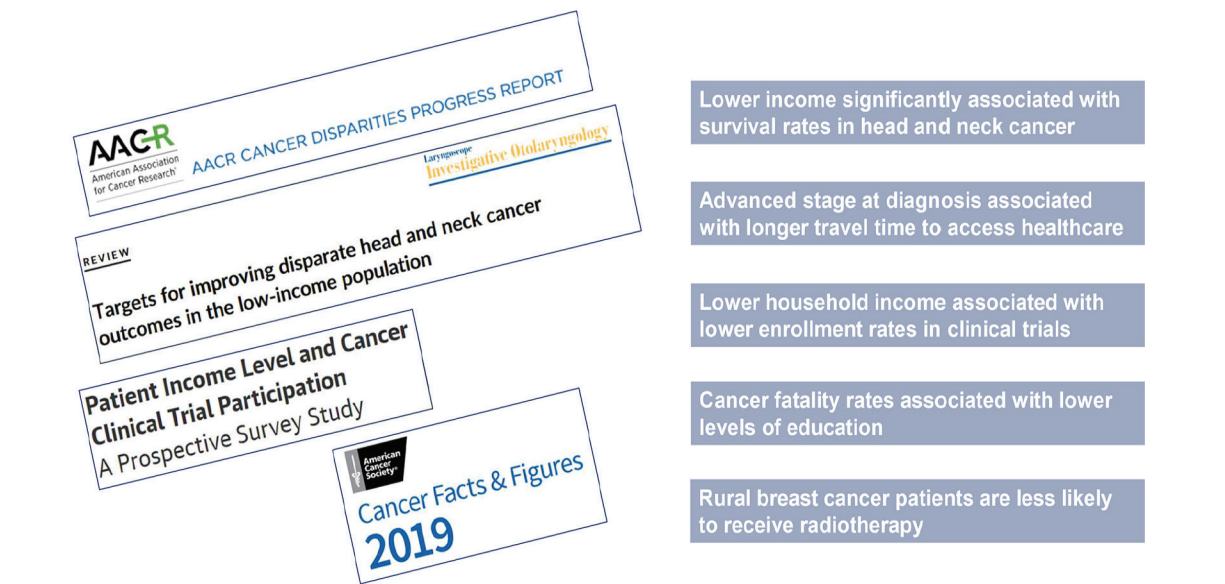 AACR
American Association
for Cancer Research®
AACR CANCER DISPARITIES PROGRESS REPORT
Laryngoscope
Investigative Otolaryngology
REVIEW
Targets for improving disparate head and neck cancer
outcomes in the low-income population
Patient Income Level and Cancer
Clinical Trial Participation
A Prospective Survey Study
American
Cancer
Society®
Cancer Facts & Figures
2019
Lower income significantly associated with
survival rates in head and neck cancer
Advanced stage at diagnosis associated
with longer travel time to access healthcare
Lower household income associated with
lower enrollment rates in clinical trials
Cancer fatality rates associated with lower
levels of education
Rural breast cancer patients are less likely
to receive radiotherapy